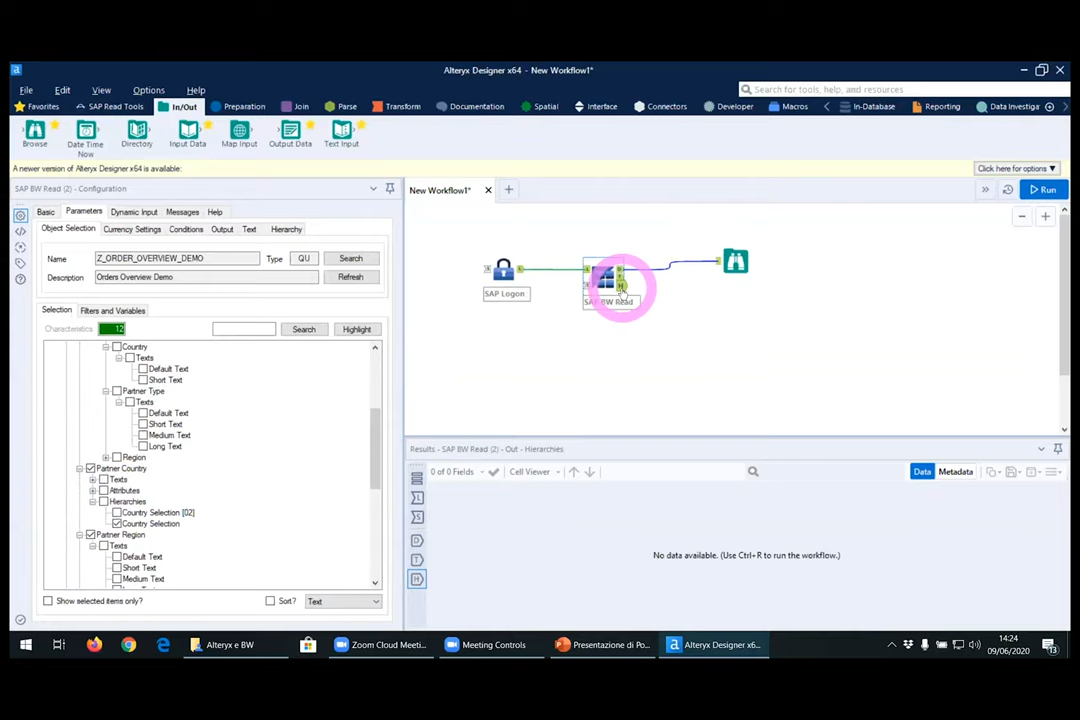 Alteryx Designer x64 - New Workflow1*
File Edit View Options Help
Search for tools, help, and resources
Favorites SAP Read Tools In/Out Preparation Join Parse Transform Documentation Spatial Interface Connectors Developer Macros In-Database Reporting Data Investiga
Browse Date Time Now Directory Input Data Map Input Output Data Text Input
A newer version of Alteryx Designer x64 is available:
Click here for options ▼
SAP BW Read (2) - Configuration
New Workflow1*
Run
Basic Parameters Dynamic Input Messages Help
Object Selection Currency Settings Conditions Output Text Hierarchy
Name Z_ORDER_OVERVIEW_DEMO Type QU Search
Description Orders Overview Demo Refresh
Selection Filters and Variables
Characteristics 12 Search Highlight
Country
Texts
Default Text
Short Text
Partner Type
Texts
Default Text
Short Text
Medium Text
Long Text
Region
Partner Country
Texts
Attributes
Hierarchies
Country Selection [02]
Country Selection
Partner Region
Texts
Default Text
Short Text
Medium Text
Show selected items only? Sort? Text
SAP Logon
SAP BW Read
Results - SAP BW Read (2) - Out - Hierarchies
0 of 0 Fields Cell Viewer Data Metadata
No data available. (Use Ctrl+R to run the workflow.)
Alteryx e BW
Zoom Cloud Meeti...
Meeting Controls
Presentazione di Po...
Alteryx Designer x6...
14:24
09/06/2020
13